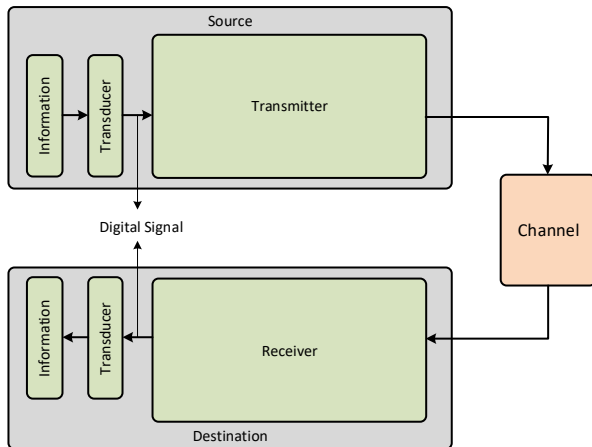 Source
Information
Transducer
Transmitter
Digital Signal
Channel
Information
Transducer
Receiver
Destination